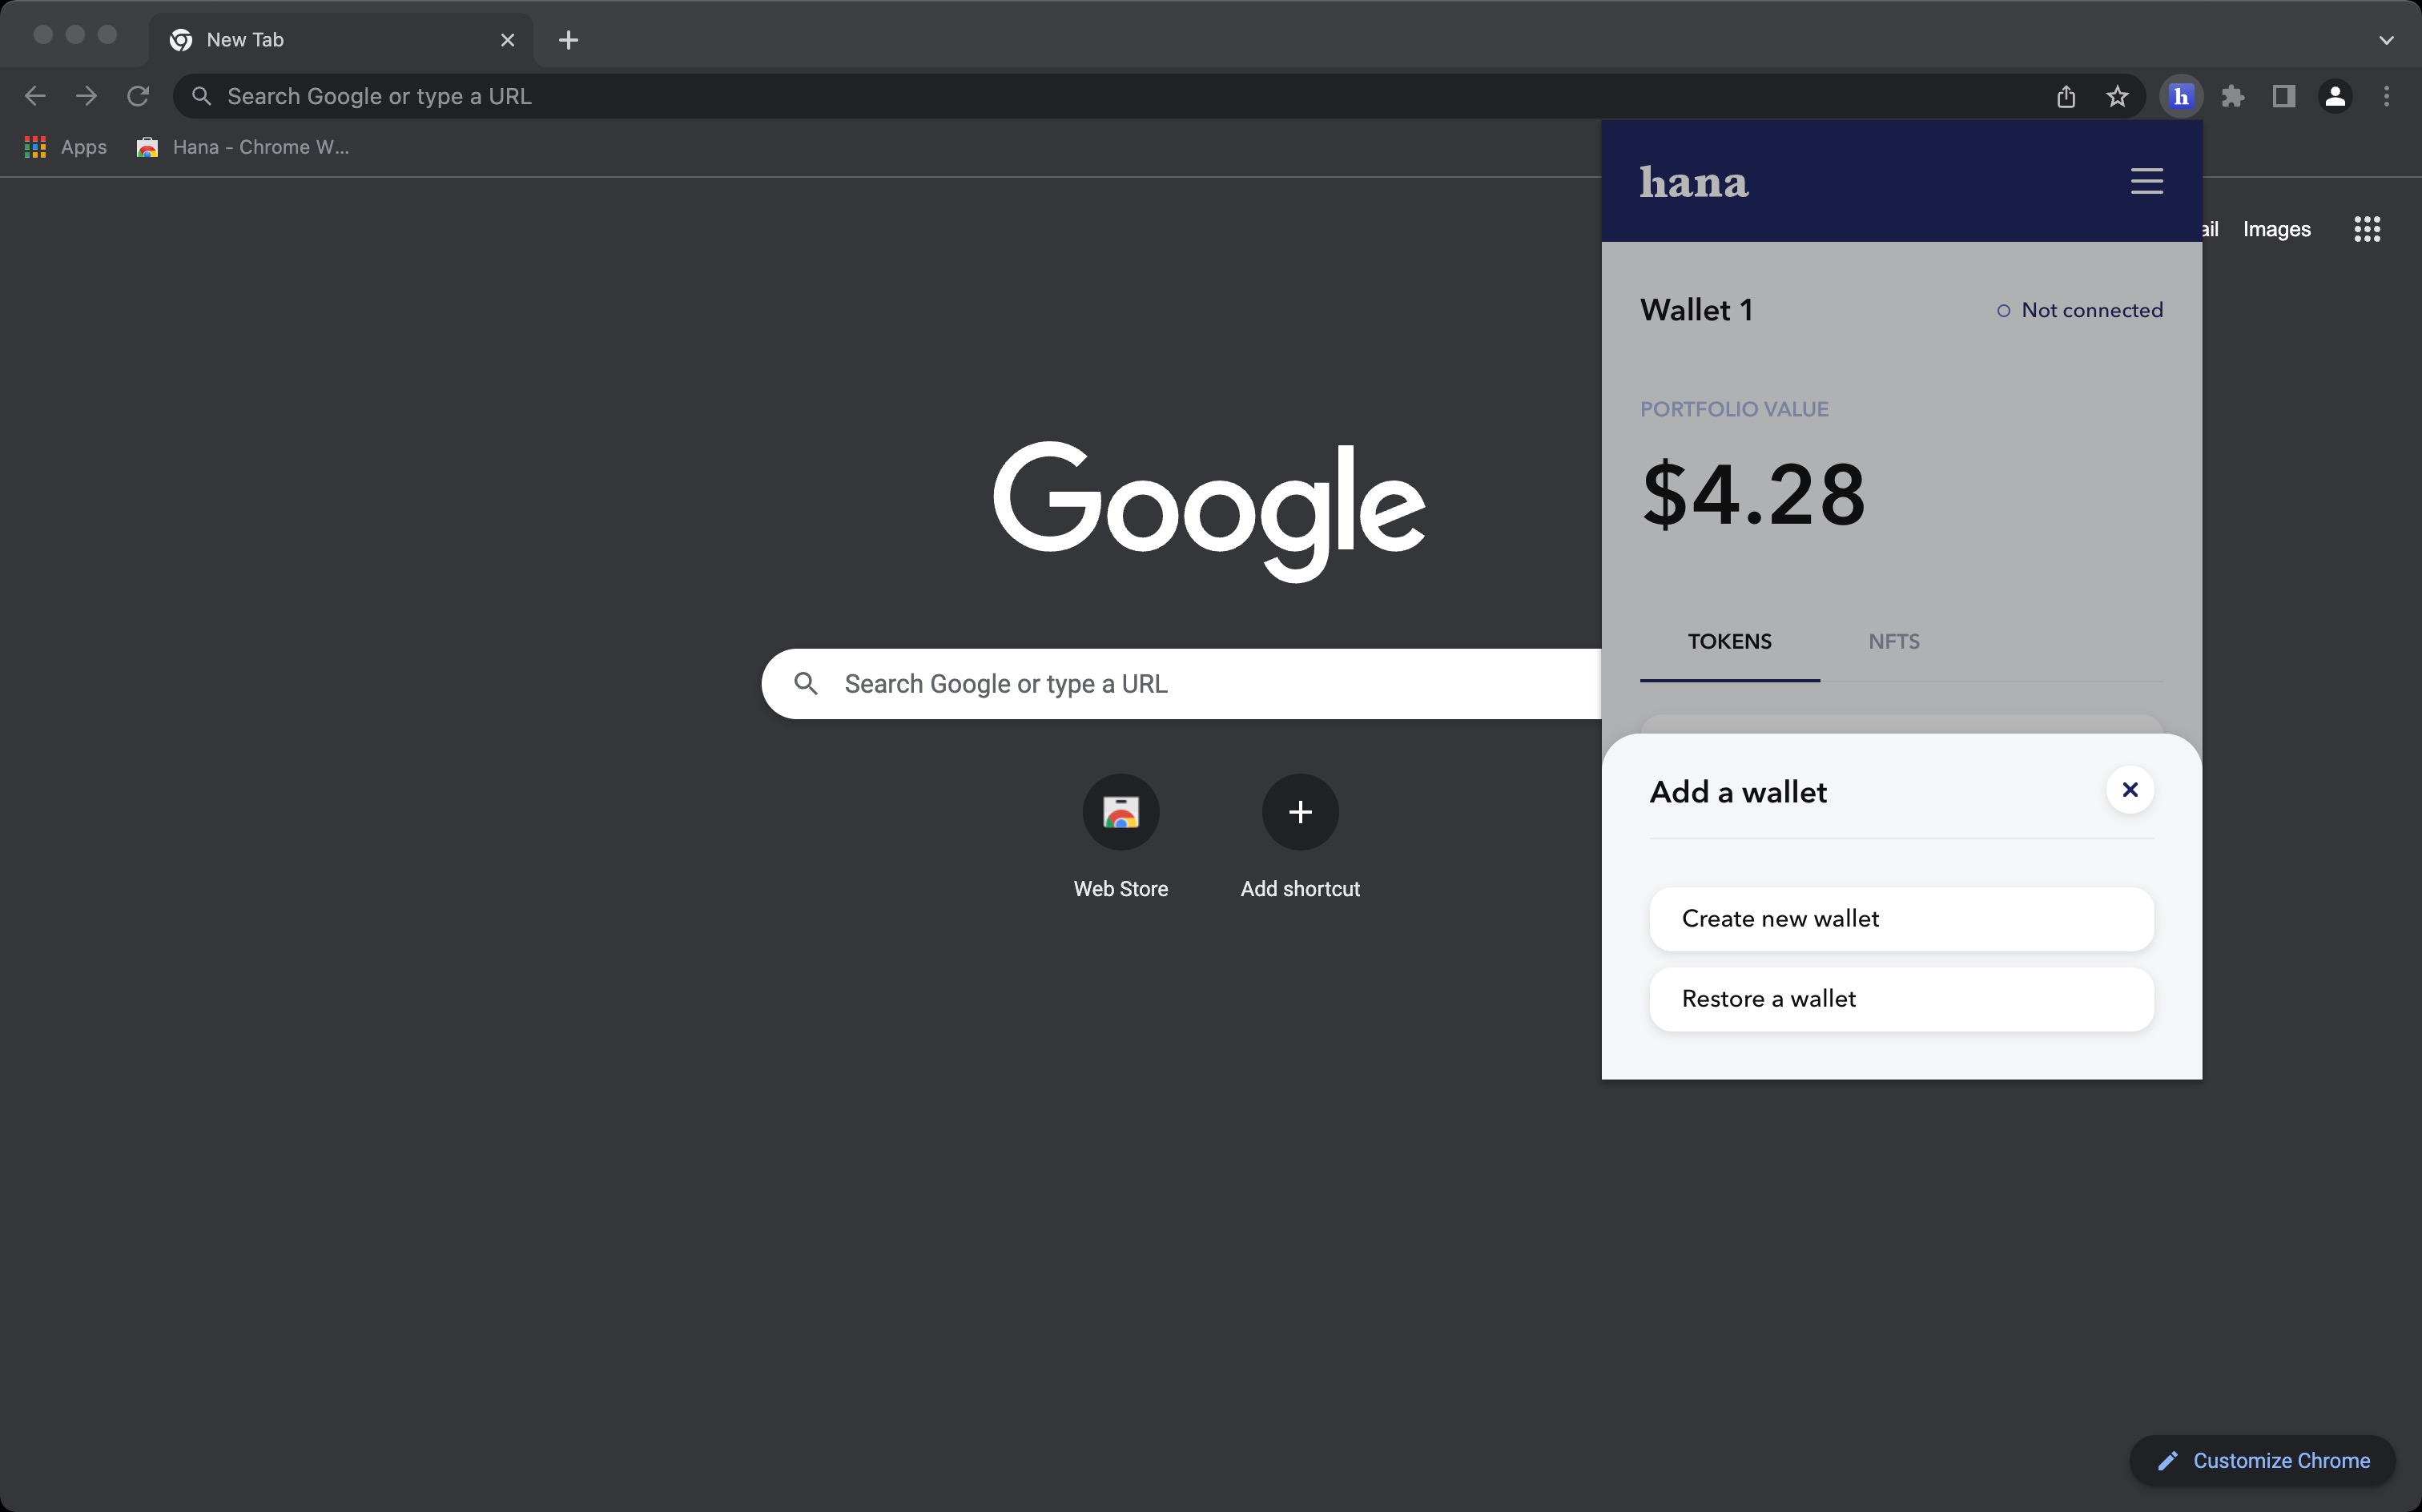 New Tab
Search Google or type a URL
h
Apps
Hana - Chrome W...
hana
ail
Images
Wallet 1
Not connected
PORTFOLIO VALUE
$4.28
Google
TOKENS
NFTS
Search Google or type a URL
Add a wallet
Web Store
Add shortcut
Create new wallet
Restore a wallet
Customize Chrome